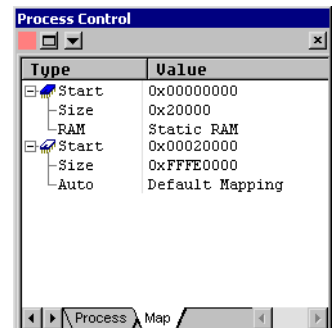 Process Control
Type Value
Start 0x00000000
Size 0x20000
RAM Static RAM
Start 0x00020000
Size 0xFFFE0000
Auto Default Mapping
Process Map